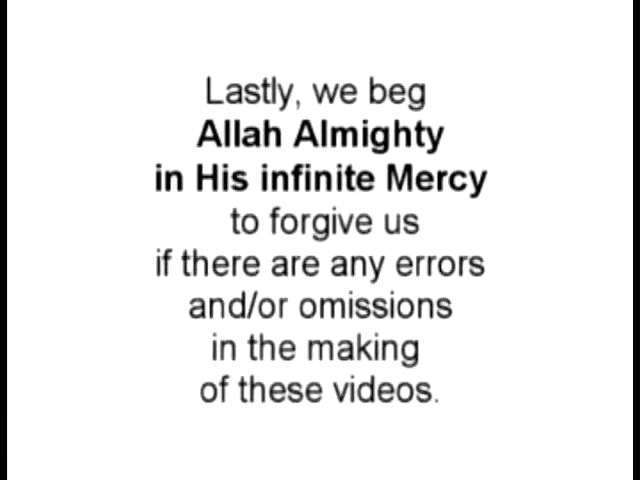 Lastly, we beg
Allah Almighty
in His infinite Mercy
to forgive us
if there are any errors
and/or omissions
in the making
of these videos.